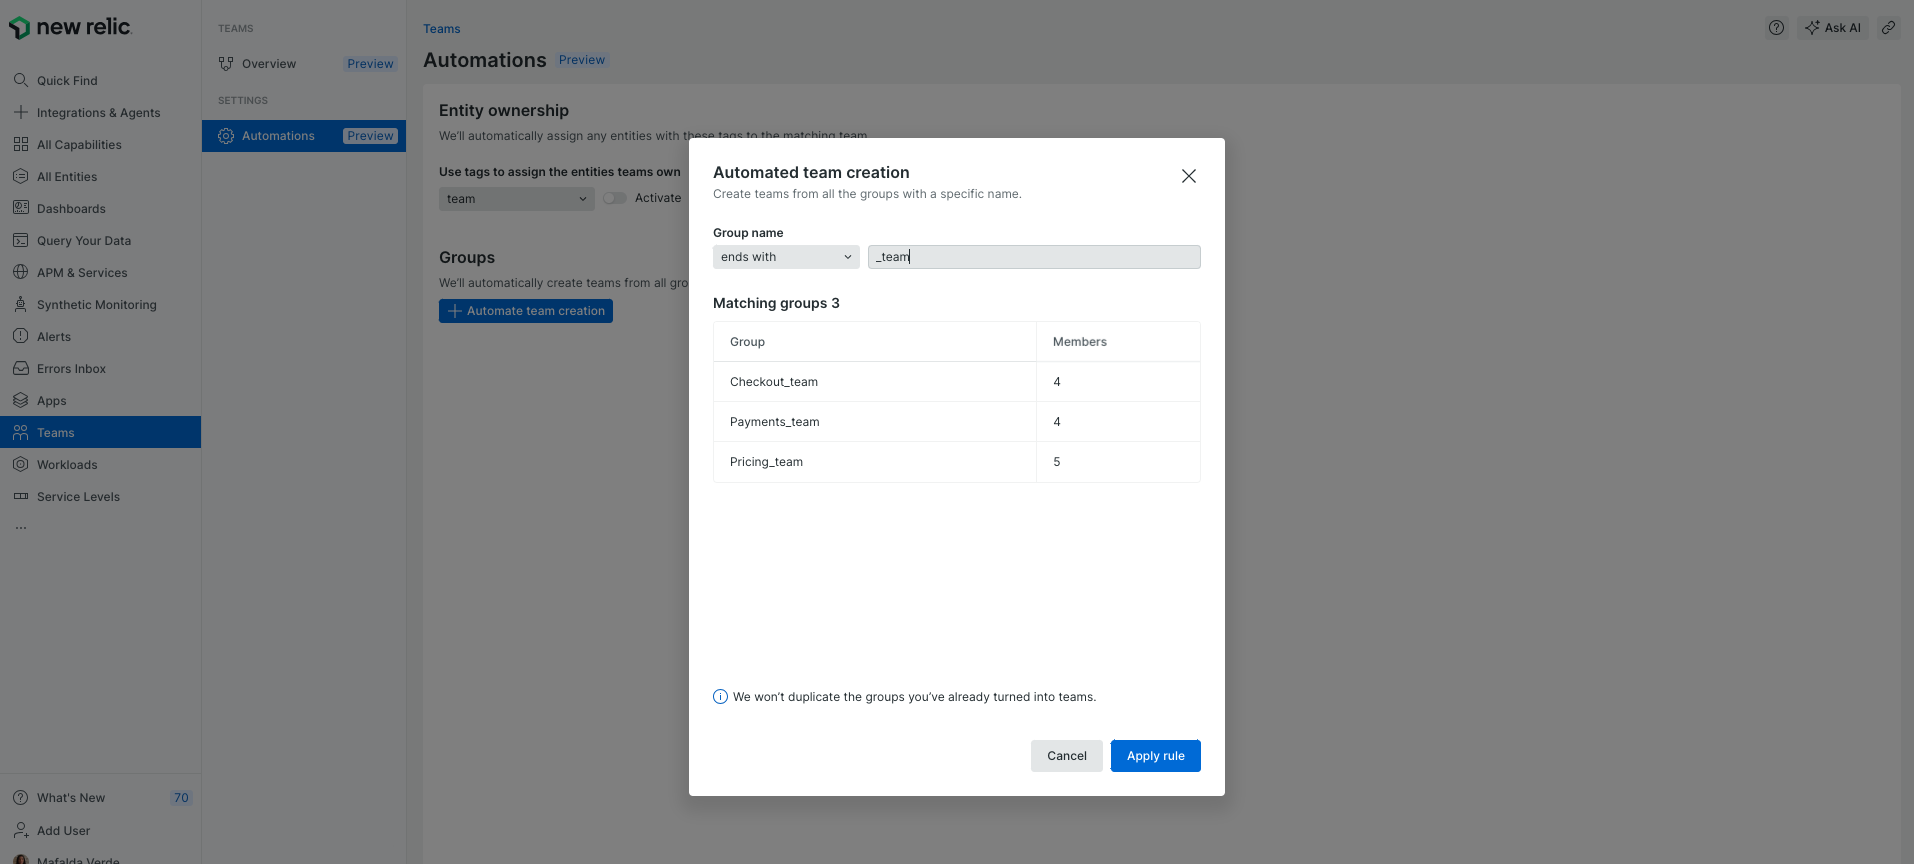 new relic
Quick Find
Integrations & Agents
All Capabilities
All Entities
Dashboards
Query Your Data
APM & Services
Synthetic Monitoring
Alerts
Errors Inbox
Apps
Teams
Workloads
Service Levels
...
What's New 70
Add User
Mafalda Verde
TEAMS
Overview Preview
SETTINGS
Automations Preview
Teams
Automations Preview
Ask AI
Entity ownership
We'll automatically assign any entities with these tags to the matching team
Use tags to assign the entities teams own
team Activate
Groups
We'll automatically create teams from all gro
Automate team creation
Automated team creation
Create teams from all the groups with a specific name.
Group name
ends with _team
Matching groups 3
Group Members
Checkout_team 4
Payments_team 4
Pricing_team 5
We won't duplicate the groups you've already turned into teams.
Cancel Apply rule